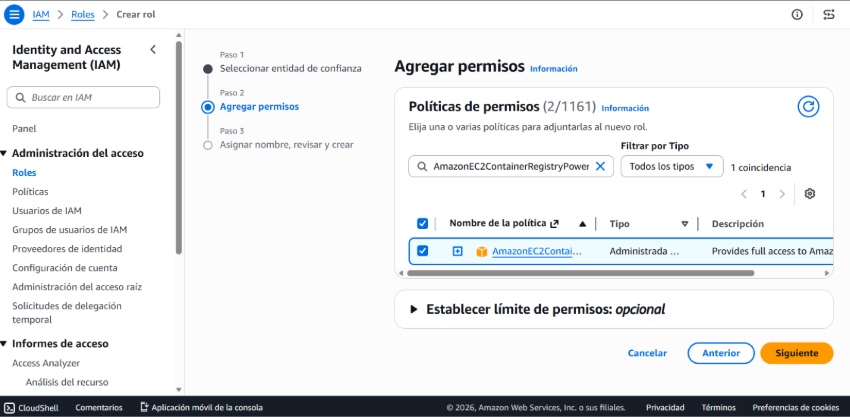 IAM > Roles > Crear rol
Identity and Access
Management (IAM)
Buscar en IAM
Panel
Administración del acceso
Roles
Políticas
Usuarios de IAM
Grupos de usuarios de IAM
Proveedores de identidad
Configuración de cuenta
Administración del acceso raíz
Solicitudes de delegación
temporal
Informes de acceso
Access Analyzer
Análisis del recurso
Paso 1
Seleccionar entidad de confianza
Paso 2
Agregar permisos
Paso 3
Asignar nombre, revisar y crear
Agregar permisos Información
Políticas de permisos (2/1161) Información
Elija una o varias políticas para adjuntarlas al nuevo rol.
Filtrar por Tipo
AmazonEC2ContainerRegistryPower
Todos los tipos
1 coincidencia
1
Nombre de la política
Tipo
Descripción
AmazonEC2Contai...
Administrada ...
Provides full access to Amaz
Establecer límite de permisos: opcional
Cancelar
Anterior
Siguiente
CloudShell
Comentarios
Aplicación móvil de la consola
© 2026, Amazon Web Services, Inc. o sus filiales.
Privacidad
Términos
Preferencias de cookies